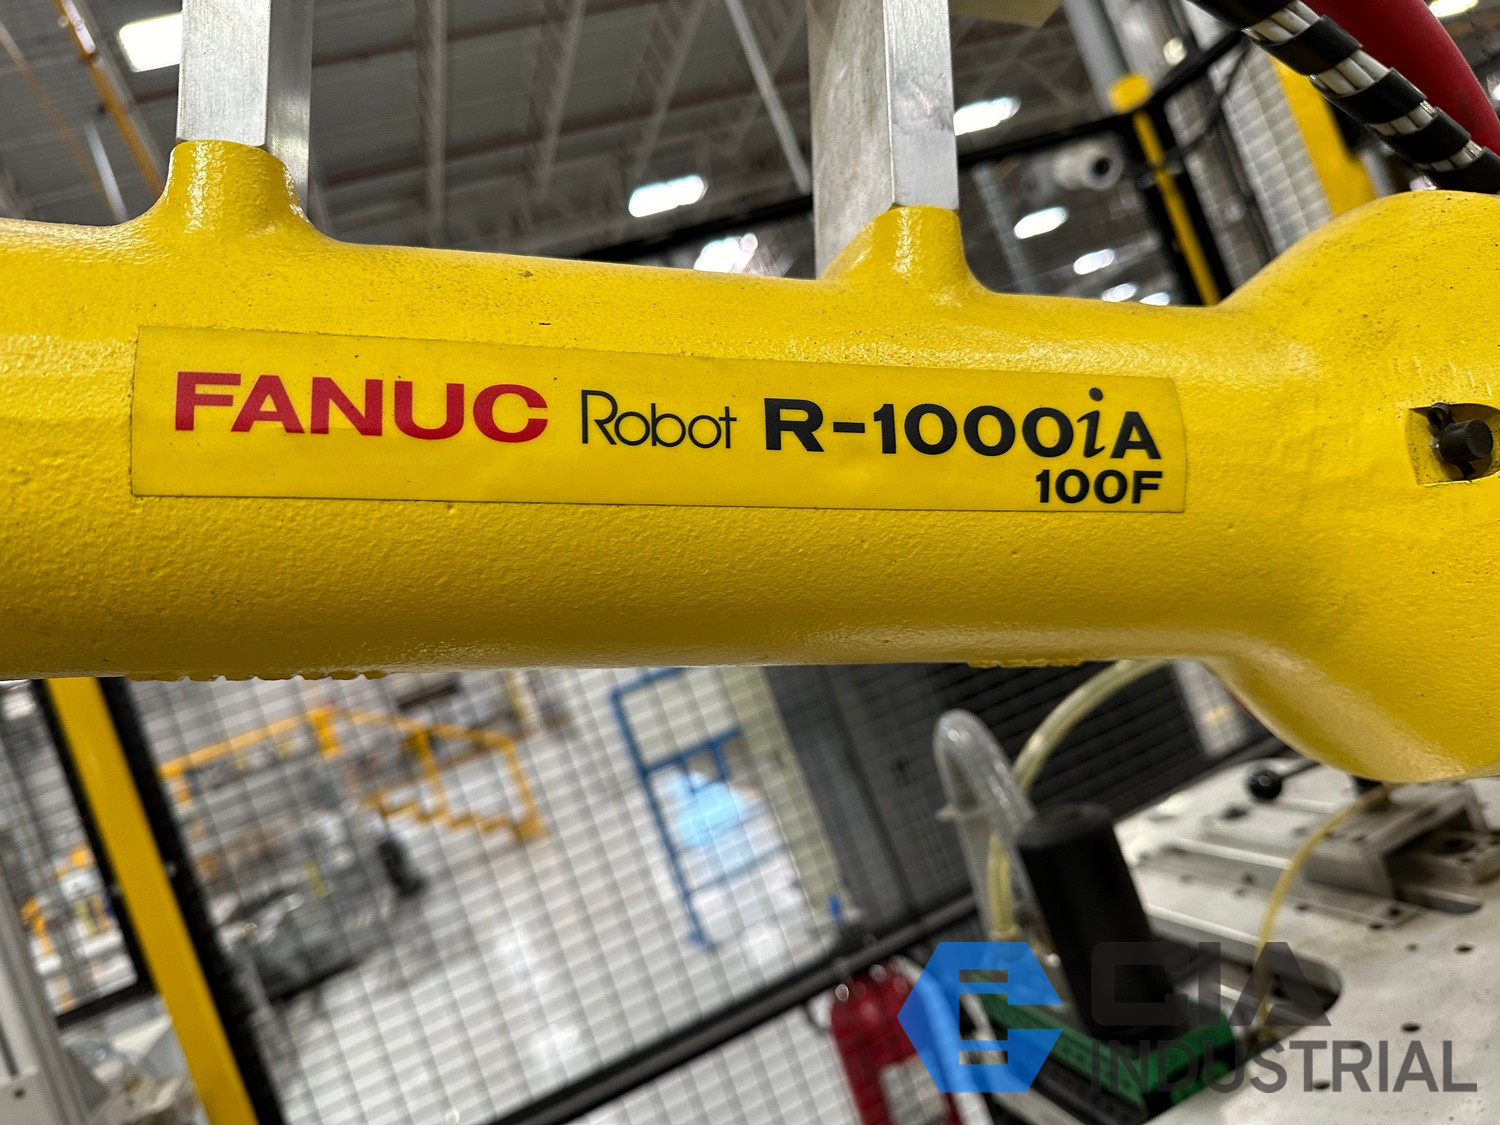 FANUC Robot R-1000iA
100F
CIA
INDUSTRIAL